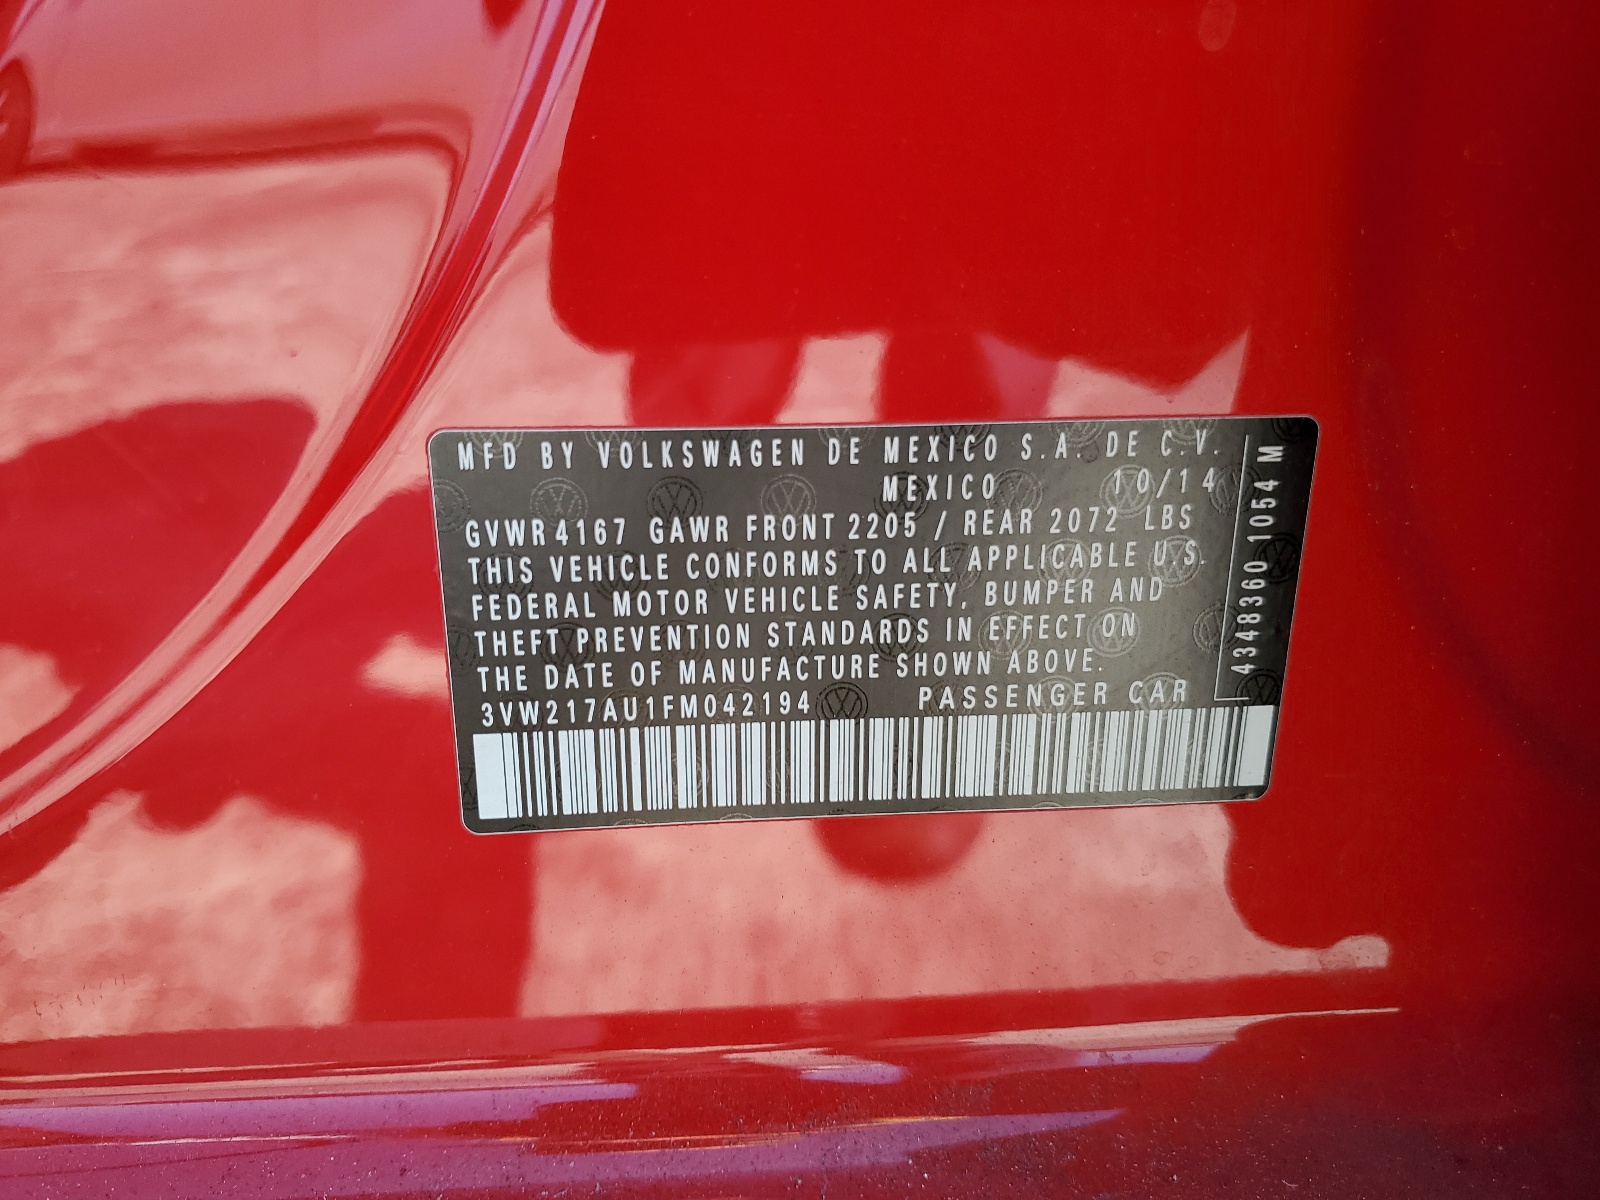 MFD BY VOLKSWAGEN DE MEXICO S.A. DE C.V.
MEXICO 10/14
GVWR 4167 GAWR FRONT 2205 / REAR 2072 LBS
THIS VEHICLE CONFORMS TO ALL APPLICABLE U.S.
FEDERAL MOTOR VEHICLE SAFETY, BUMPER AND
THEFT PREVENTION STANDARDS IN EFFECT ON
THE DATE OF MANUFACTURE SHOWN ABOVE.
3VW217AU1FM042194 PASSENGER CAR
4348360 1054 M